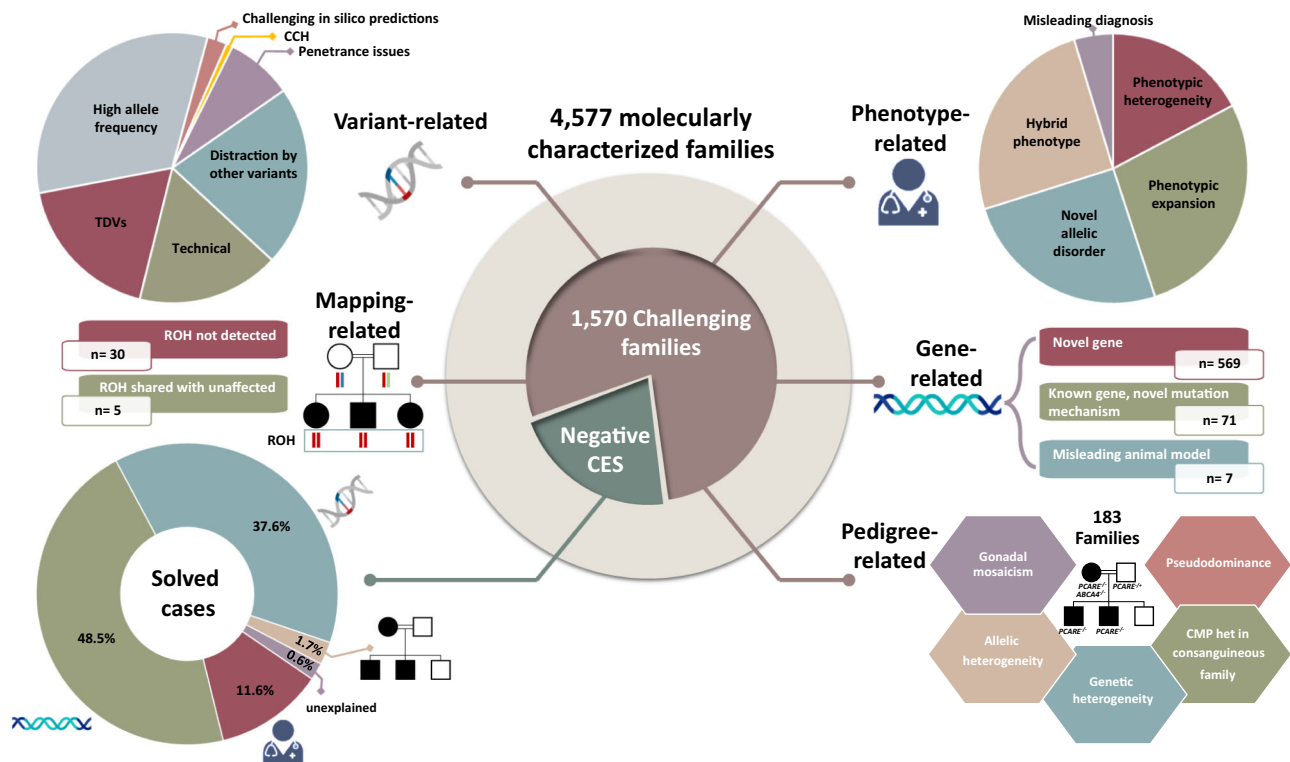 Challenging in silico predictions
CCH
Penetrance issues
High allele
frequency
Distraction by
other variants
TDVs
Technical
Variant-related
4,577 molecularly
characterized families
Phenotype-
related
Misleading diagnosis
Phenotypic
heterogeneity
Hybrid
phenotype
Phenotypic
expansion
Novel
allelic
disorder
Mapping-
related
ROH not detected
n= 30
ROH shared with unaffected
n= 5
ROH
1,570 Challenging
families
Negative
CES
Gene-
related
Novel gene
n= 569
Known gene, novel mutation
mechanism
n= 71
Misleading animal model
n= 7
Solved
cases
37.6%
48.5%
11.6%
1.7%
0.6%
unexplained
Pedigree-
related
183
Families
Gonadal
mosaicism
Pseudodominance
Allelic
heterogeneity
CMP het in
consanguineous
family
Genetic
heterogeneity
PCARE-/-
ABCA4-/-
PCARE-/+
PCARE-/-
PCARE-/-